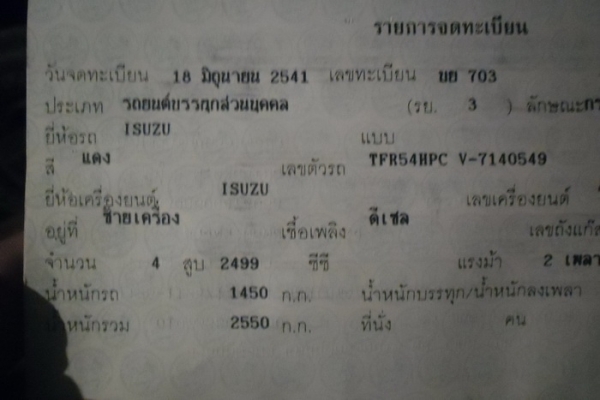 รายการจดทะเบียน
วันจดทะเบียน 18 มิถุนายน 2541 เลขทะเบียน บย 703
ประเภท รถยนต์บรรทุกส่วนบุคคล (รย. 3 ) ลักษณะ
ยี่ห้อรถ ISUZU แบบ
สี แดง เลขตัวรถ TFR54HPC V-7140549
ยี่ห้อเครื่องยนต์ ISUZU เลขเครื่องยนต์
อยู่ที่ ซ้ายเครื่อง เชื้อเพลิง ดีเซล เลขถังแก๊ส
จำนวน 4 สูบ 2499 ซีซี แรงม้า 2 เพลา
น้ำหนักรถ 1450 ก.ก. น้ำหนักบรรทุก/น้ำหนักลงเพลา
น้ำหนักรวม 2550 ก.ก. ที่นั่ง คน